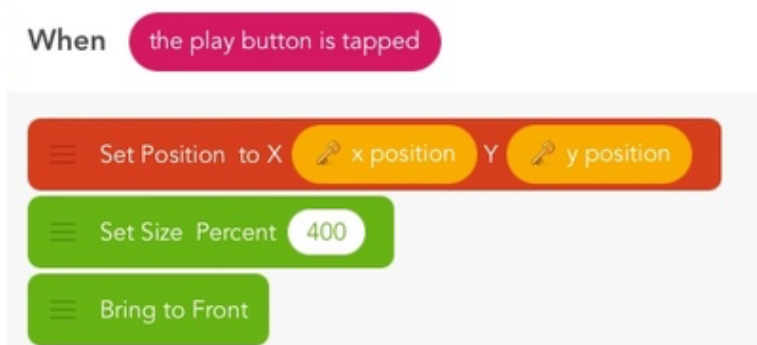 When the play button is tapped
Set Position to X x position Y y position
Set Size Percent 400
Bring to Front